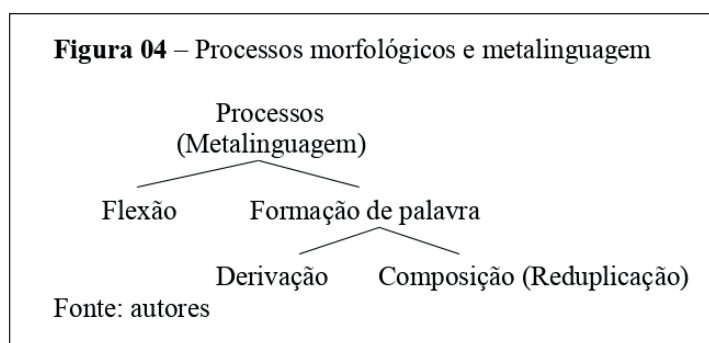 Figura 04 – Processos morfológicos e metalinguagem
Processos
(Metalinguagem)
Flexão Formação de palavra
Derivação Composição (Reduplicação)
Fonte: autores